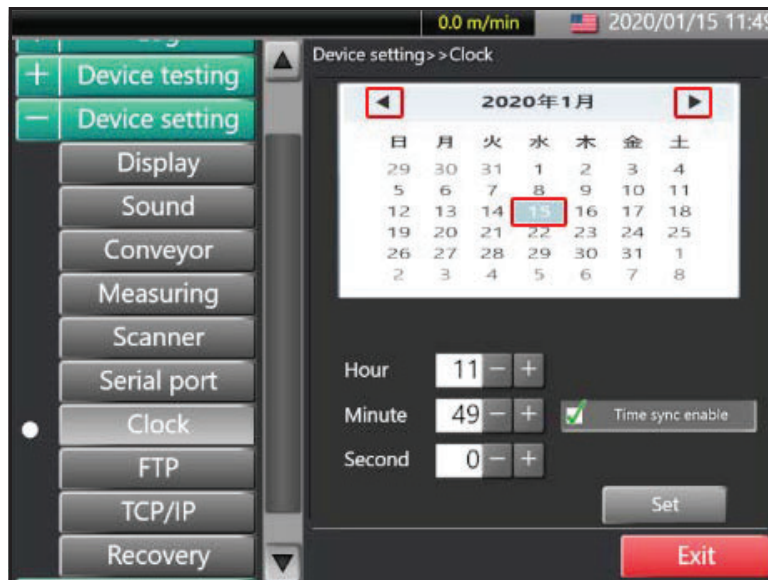 0.0 m/min 2020/01/15 11:49
Device testing
Device setting
Display
Sound
Conveyor
Measuring
Scanner
Serial port
Clock
FTP
TCP/IP
Recovery
Device setting>>Clock
2020年1月
日 月 火 水 木 金 土
29 30 31 1 2 3 4
5 6 7 8 9 10 11
12 13 14 15 16 17 18
19 20 21 22 23 24 25
26 27 28 29 30 31 1
2 3 4 5 6 7 8
Hour 11 − +
Minute 49 − + Time sync enable
Second 0 − +
Set
Exit